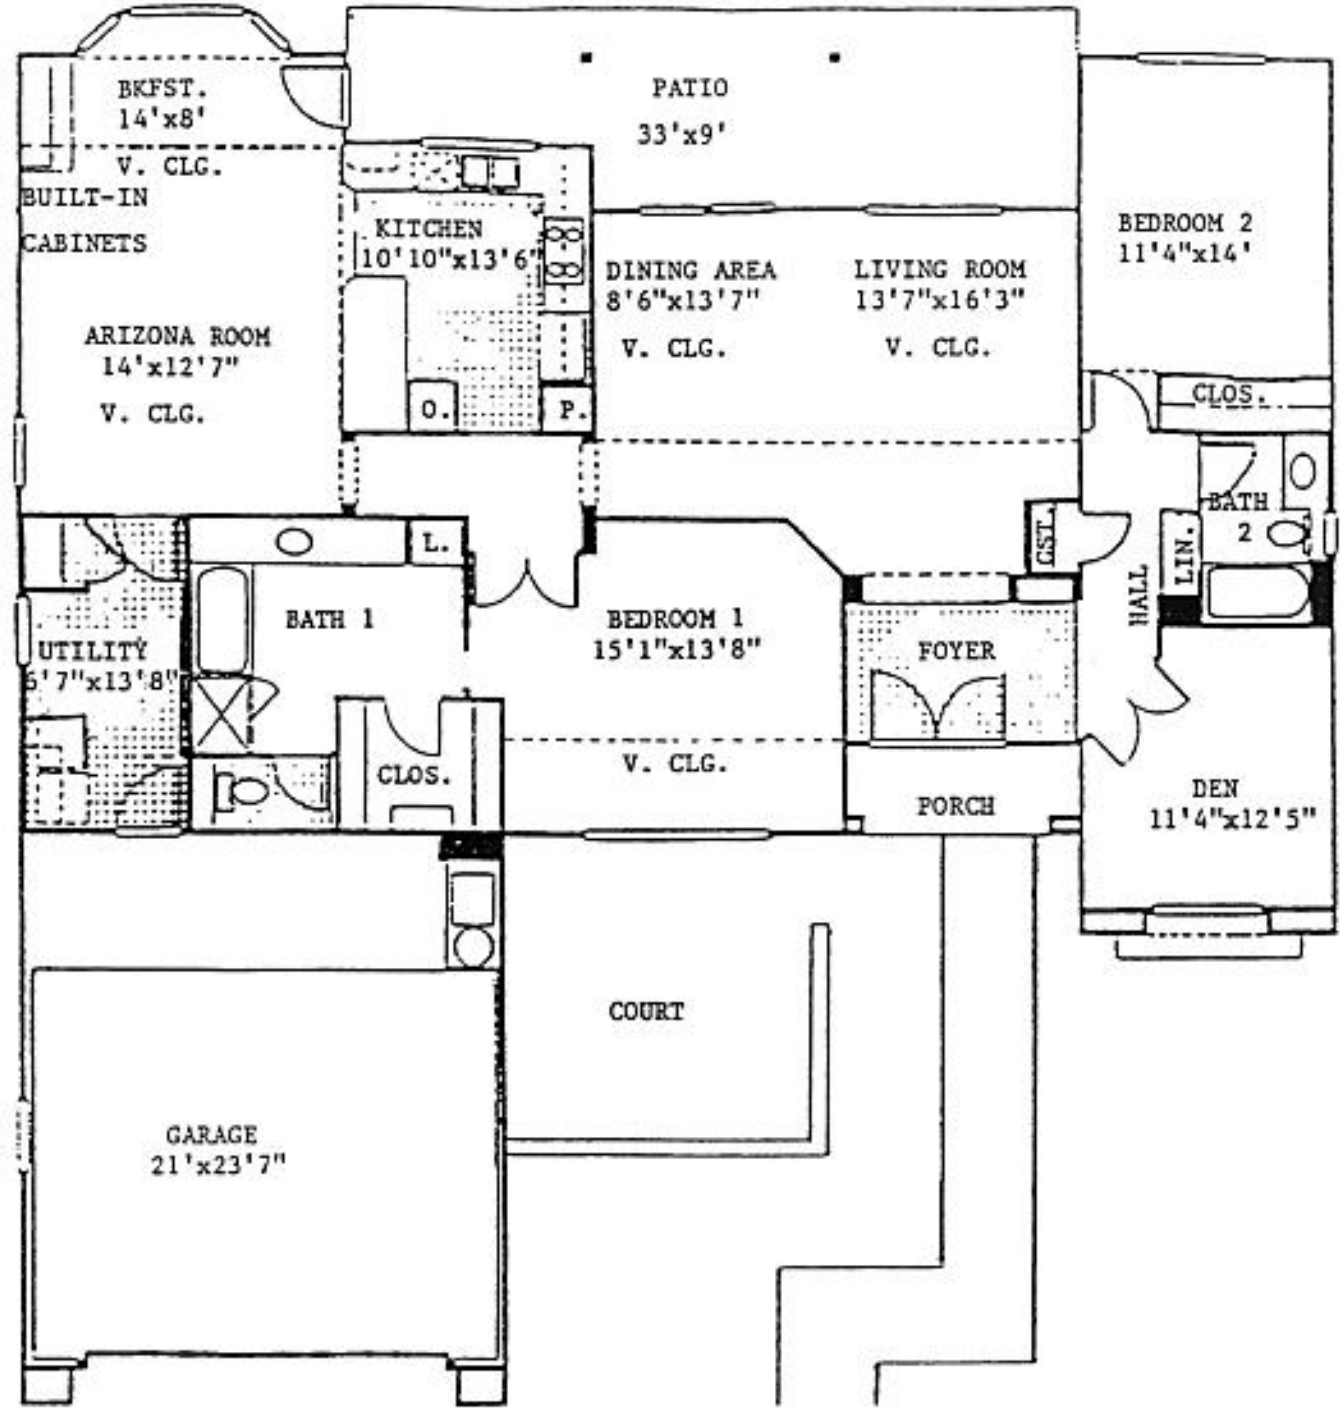 BKFST.
14'x8'
V. CLG.
BUILT-IN
CABINETS
PATIO
33'x9'
KITCHEN
10'10"x13'6"
DINING AREA
8'6"x13'7"
V. CLG.
LIVING ROOM
13'7"x16'3"
V. CLG.
BEDROOM 2
11'4"x14'
ARIZONA ROOM
14'x12'7"
V. CLG.
O.
P.
CLOS.
BATH
2
L.
CST.
LIN.
HALL
BATH 1
BEDROOM 1
15'1"x13'8"
V. CLG.
UTILITY
6'7"x13'8"
FOYER
CLOS.
PORCH
DEN
11'4"x12'5"
COURT
GARAGE
21'x23'7"